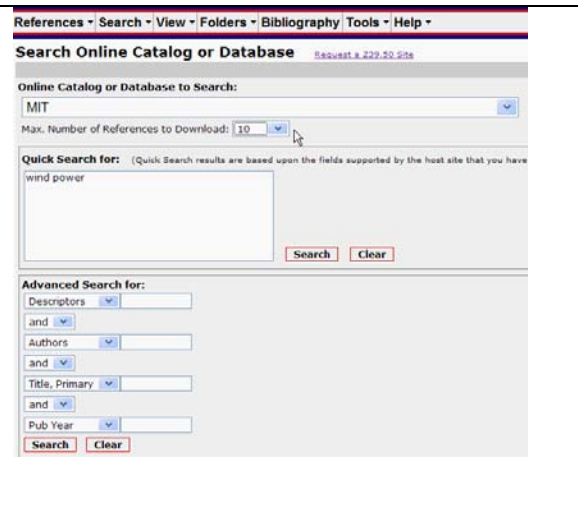 References - Search - View - Folders - Bibliography Tools - Help -
Search Online Catalog or Database Request a Z39.50 Site
Online Catalog or Database to Search:
MIT
Max. Number of References to Download: 10
Quick Search for: (Quick Search results are based upon the fields supported by the host site that you have
wind power
Search Clear
Advanced Search for:
Descriptors
and
Authors
and
Title, Primary
and
Pub Year
Search Clear